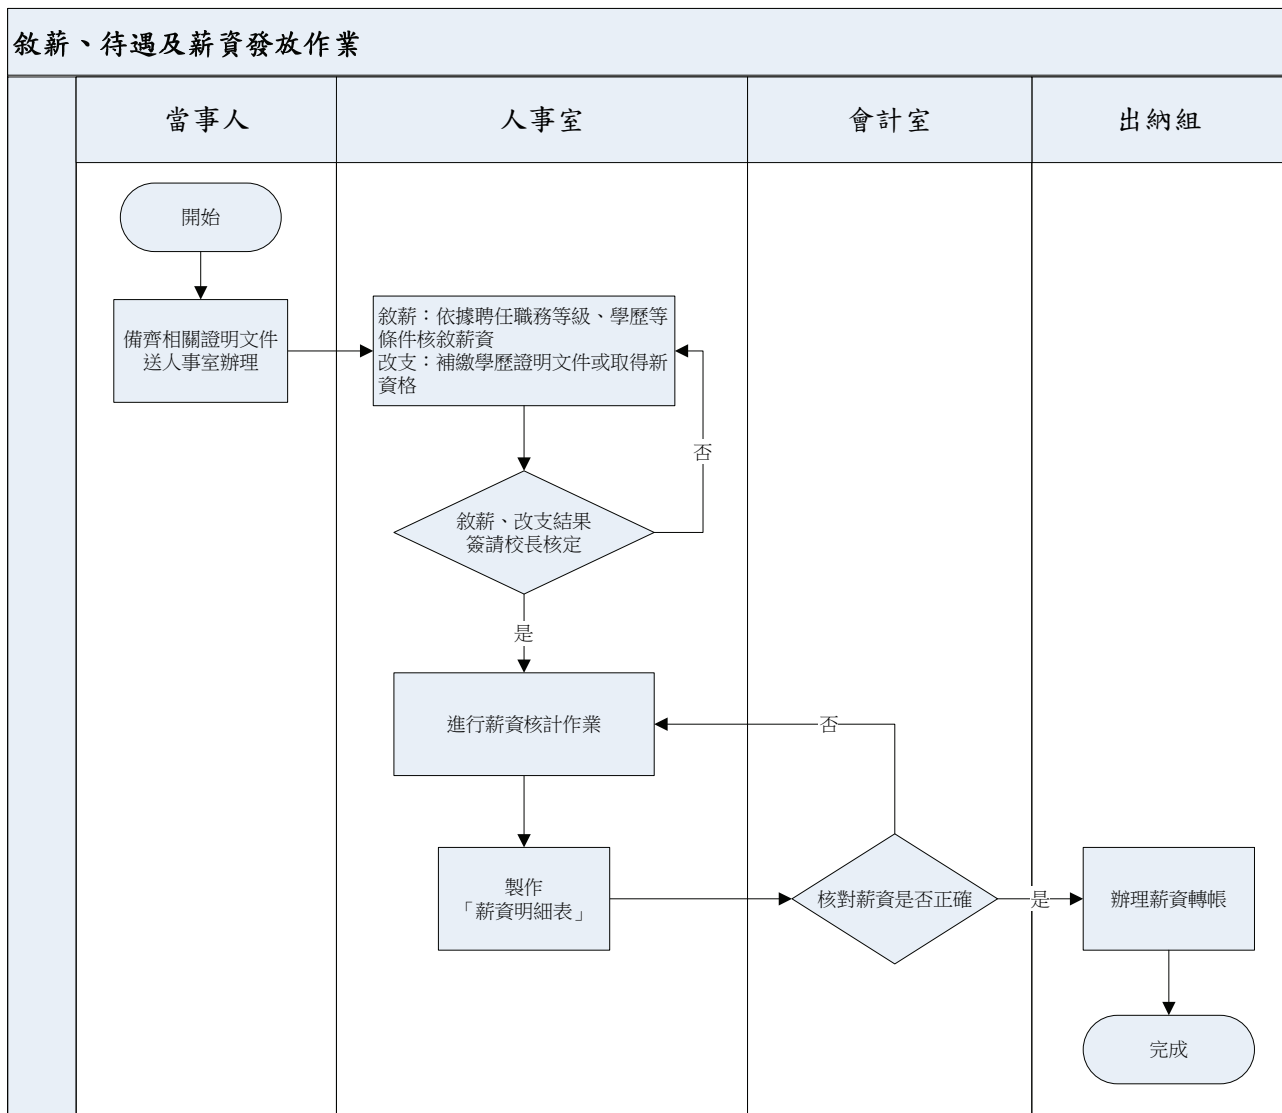 敘薪、待遇及薪資發放作業
當事人
人事室
會計室
出納組
開始
備齊相關證明文件
送人事室辦理
敘薪：依據聘任職務等級、學歷等
條件核敘薪資
改支：補繳學歷證明文件或取得新
資格
否
敘薪、改支結果
簽請校長核定
是
進行薪資核計作業
否
製作
「薪資明細表」
核對薪資是否正確
是
辦理薪資轉帳
完成